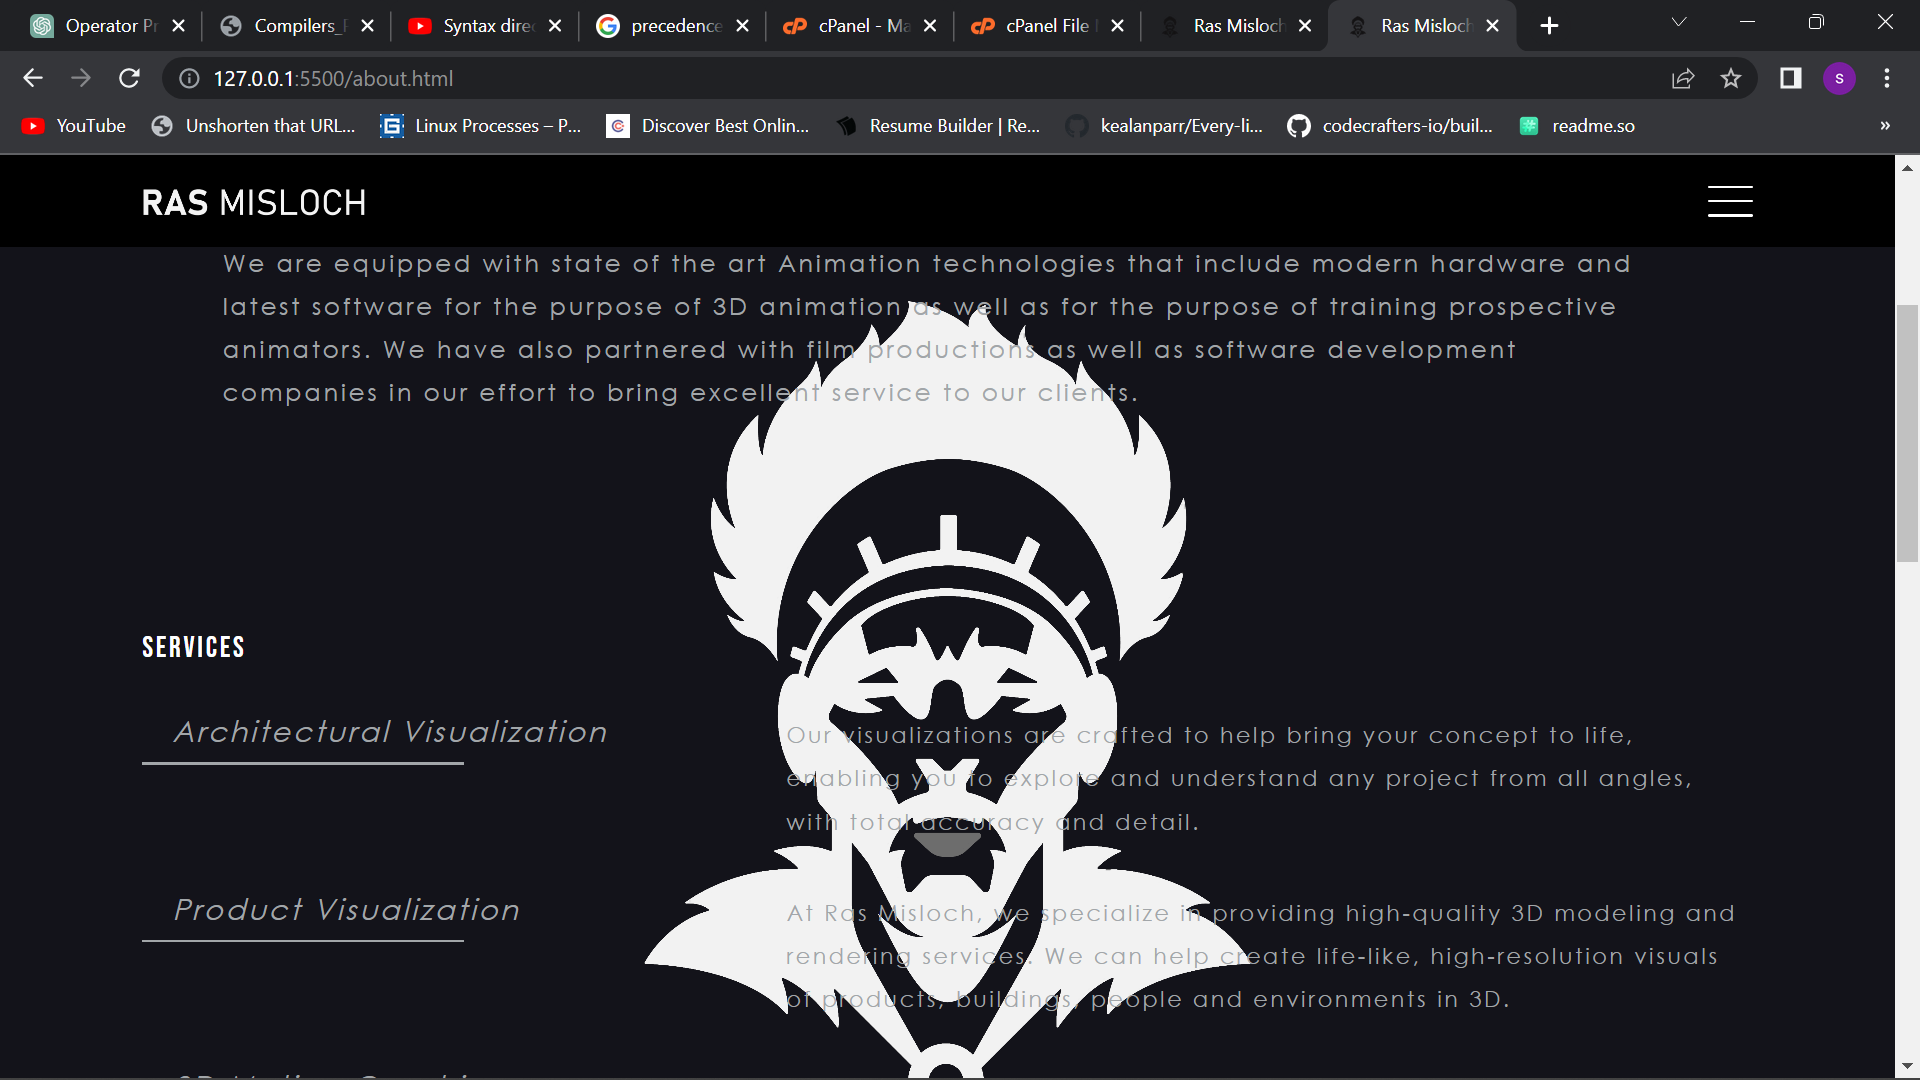 Operator Pr
Compilers_
Syntax dire
precedence
cPanel - Ma
cPanel File
Ras Misloch
Ras Misloch
127.0.0.1:5500/about.html
S
YouTube
Unshorten that URL...
Linux Processes – P...
Discover Best Onlin...
Resume Builder | Re...
kealanparr/Every-li...
codecrafters-io/buil...
readme.so
»
RAS MISLOCH
We are equipped with state of the art Animation technologies that include modern hardware and
latest software for the purpose of 3D animation as well as for the purpose of training prospective
animators. We have also partnered with film productions as well as software development
companies in our effort to bring excellent service to our clients.
SERVICES
Architectural Visualization
Our visualizations are crafted to help bring your concept to life,
enabling you to explore and understand any project from all angles,
with total accuracy and detail.
Product Visualization
At Ras Misloch, we specialize in providing high-quality 3D modeling and
rendering services. We can help create life-like, high-resolution visuals
of products, buildings, people and environments in 3D.